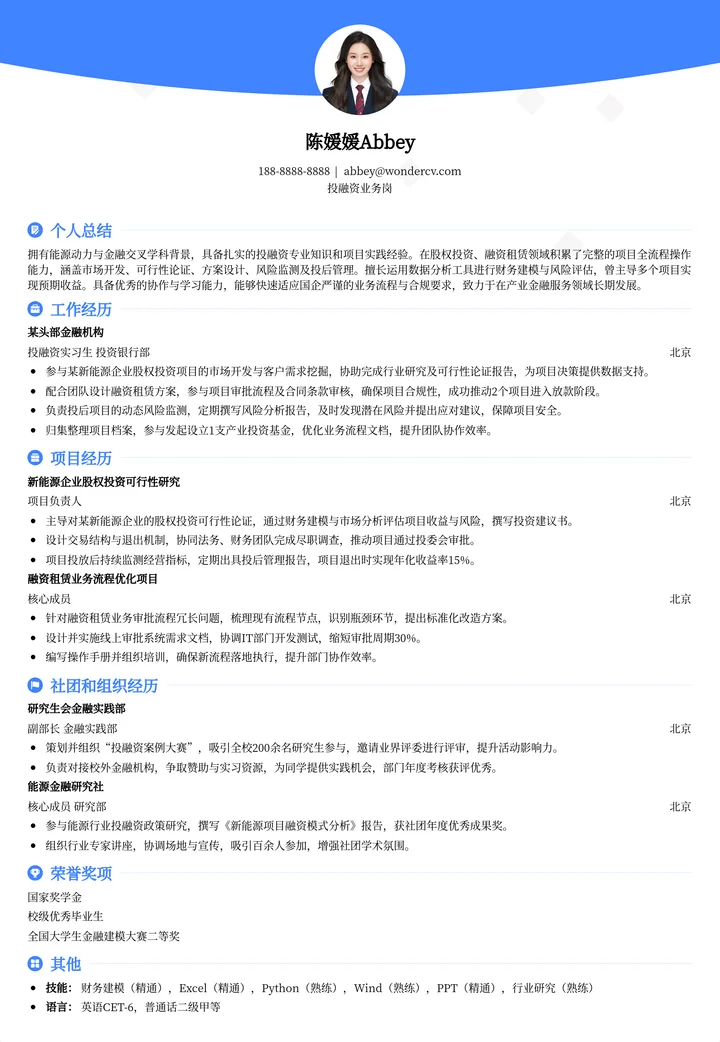 陈媛媛Abbey
188-8888-8888 | abbey@wondercv.com
投融资业务岗
个人总结
拥有能源动力与金融交叉学科背景，具备扎实的投融资专业知识和项目实践经验。在股权投资、融资租赁领域积累了完整的项目全流程操作
能力，涵盖市场开发、可行性论证、方案设计、风险监测及投后管理。擅长运用数据分析工具进行财务建模与风险评估，曾主导多个项目实
现预期收益。具备优秀的协作与学习能力，能够快速适应国企严谨的业务流程与合规要求，致力于在产业金融服务领域长期发展。
工作经历
某头部金融机构
投融资实习生 投资银行部 北京
• 参与某新能源企业股权投资项目的市场开发与客户需求挖掘，协助完成行业研究及可行性论证报告，为项目决策提供数据支持。
• 配合团队设计融资租赁方案，参与项目审批流程及合同条款审核，确保项目合规性，成功推动2个项目进入放款阶段。
• 负责投后项目的动态风险监测，定期撰写风险分析报告，及时发现潜在风险并提出应对建议，保障项目安全。
• 归集整理项目档案，参与发起设立1支产业投资基金，优化业务流程文档，提升团队协作效率。
项目经历
新能源企业股权投资可行性研究
项目负责人 北京
• 主导对某新能源企业的股权投资可行性论证，通过财务建模与市场分析评估项目收益与风险，撰写投资建议书。
• 设计交易结构与退出机制，协同法务、财务团队完成尽职调查，推动项目通过投委会审批。
• 项目投放后持续监测经营指标，定期出具投后管理报告，项目退出时实现年化收益率15%。
融资租赁业务流程优化项目
核心成员 北京
• 针对融资租赁业务审批流程冗长问题，梳理现有流程节点，识别瓶颈环节，提出标准化改造方案。
• 设计并实施线上审批系统需求文档，协调IT部门开发测试，缩短审批周期30%。
• 编写操作手册并组织培训，确保新流程落地执行，提升部门协作效率。
社团和组织经历
研究生会金融实践部
副部长 金融实践部 北京
• 策划并组织“投融资案例大赛”，吸引全校200余名研究生参与，邀请业界评委进行评审，提升活动影响力。
• 负责对接校外金融机构，争取赞助与实习资源，为同学提供实践机会，部门年度考核获评优秀。
能源金融研究社
核心成员 研究部 北京
• 参与能源行业投融资政策研究，撰写《新能源项目融资模式分析》报告，获社团年度优秀成果奖。
• 组织行业专家讲座，协调场地与宣传，吸引百余人参加，增强社团学术氛围。
荣誉奖项
国家奖学金
校级优秀毕业生
全国大学生金融建模大赛二等奖
其他
• 技能： 财务建模（精通），Excel（精通），Python（熟练），Wind（熟练），PPT（精通），行业研究（熟练）
• 语言： 英语CET-6，普通话二级甲等